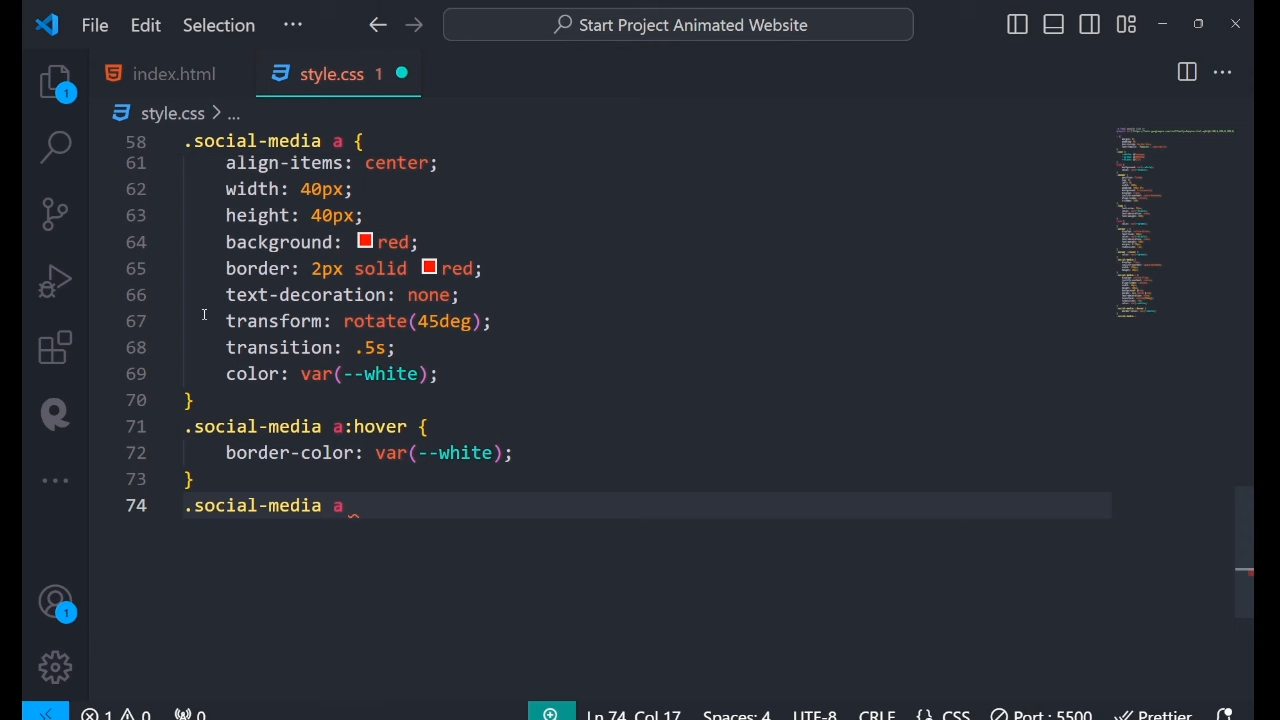 File Edit Selection ··· Start Project Animated Website
index.html style.css 1
style.css > ...
58 .social-media a {
61 align-items: center;
62 width: 40px;
63 height: 40px;
64 background: red;
65 border: 2px solid red;
66 text-decoration: none;
67 transform: rotate(45deg);
68 transition: .5s;
69 color: var(--white);
70 }
71 .social-media a:hover {
72 border-color: var(--white);
73 }
74 .social-media a
1
1
1 0 0 Ln 74, Col 17 Spaces: 4 UTF-8 CRLF {} CSS Port : 5500 Prettier